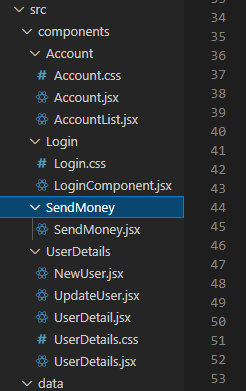 src
components
Account
# Account.css
Account.jsx
AccountList.jsx
Login
# Login.css
LoginComponent.jsx
SendMoney
SendMoney.jsx
UserDetails
NewUser.jsx
UpdateUser.jsx
UserDetail.jsx
# UserDetails.css
UserDetails.jsx
data
34
35
36
37
38
39
40
41
42
43
44
45
46
47
48
49
50
51
52
53